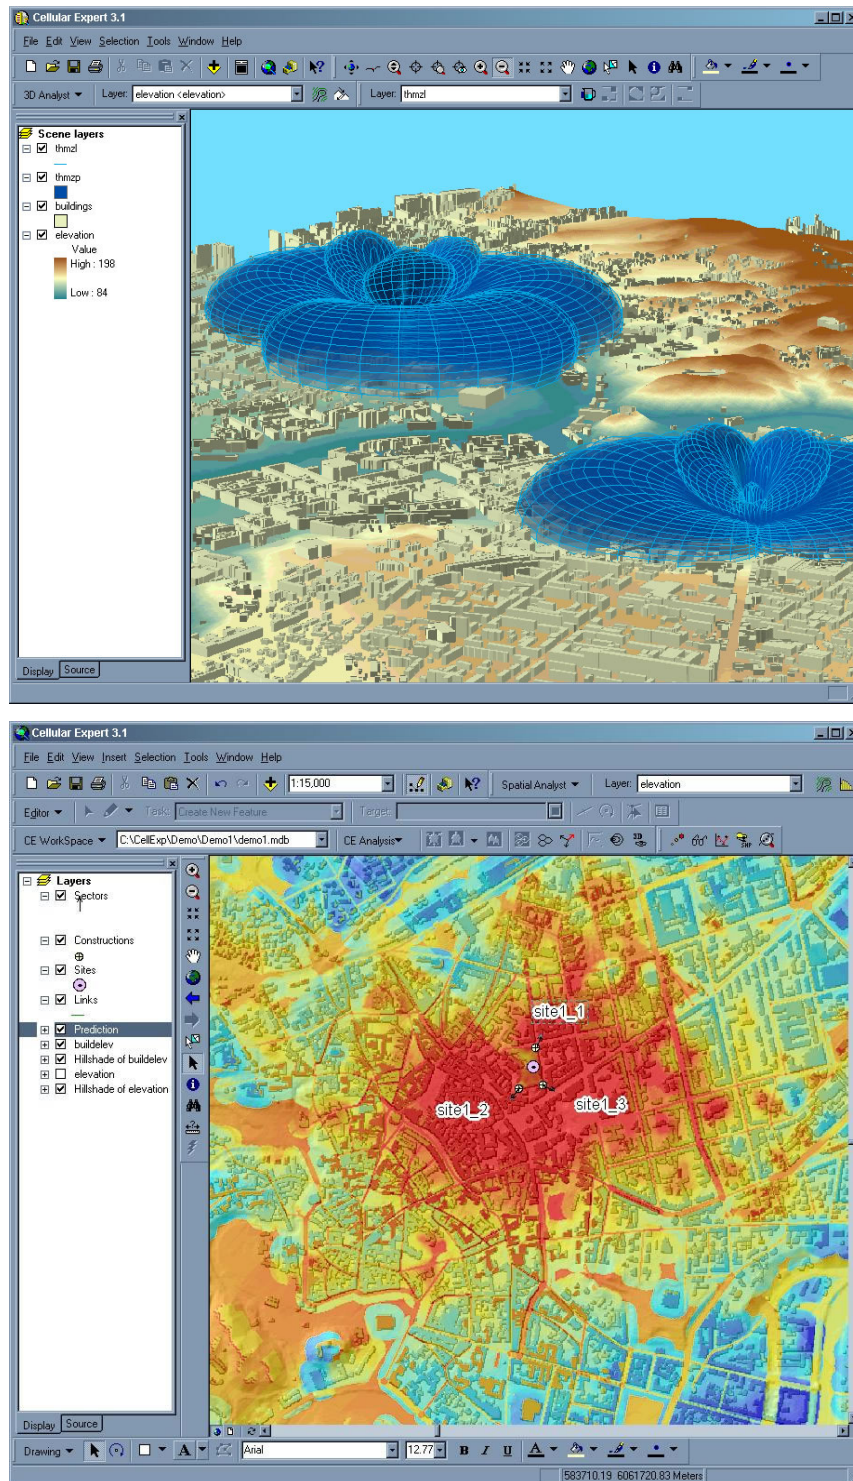 Cellular Expert 3.1
File Edit View Selection Tools Window Help
3D Analyst Layer: elevation <elevation> Layer: thmzl
Scene layers
thmzl
thmzp
buildings
elevation
Value
High : 198
Low : 84
Display Source
Cellular Expert 3.1
File Edit View Insert Selection Tools Window Help
1:15,000 Spatial Analyst Layer: elevation
Editor Task: Create New Feature Target:
CE WorkSpace C:\CellExp\Demo\Demo1\demo1.mdb CE Analysis 3D SNP
Layers
Sectors
Constructions
Sites
Links
Prediction
buildelev
Hillshade of buildelev
elevation
Hillshade of elevation
site1_1
site1_2
site1_3
Display Source
Drawing A Arial 12.77 B I U A
583710.19 6061720.83 Meters